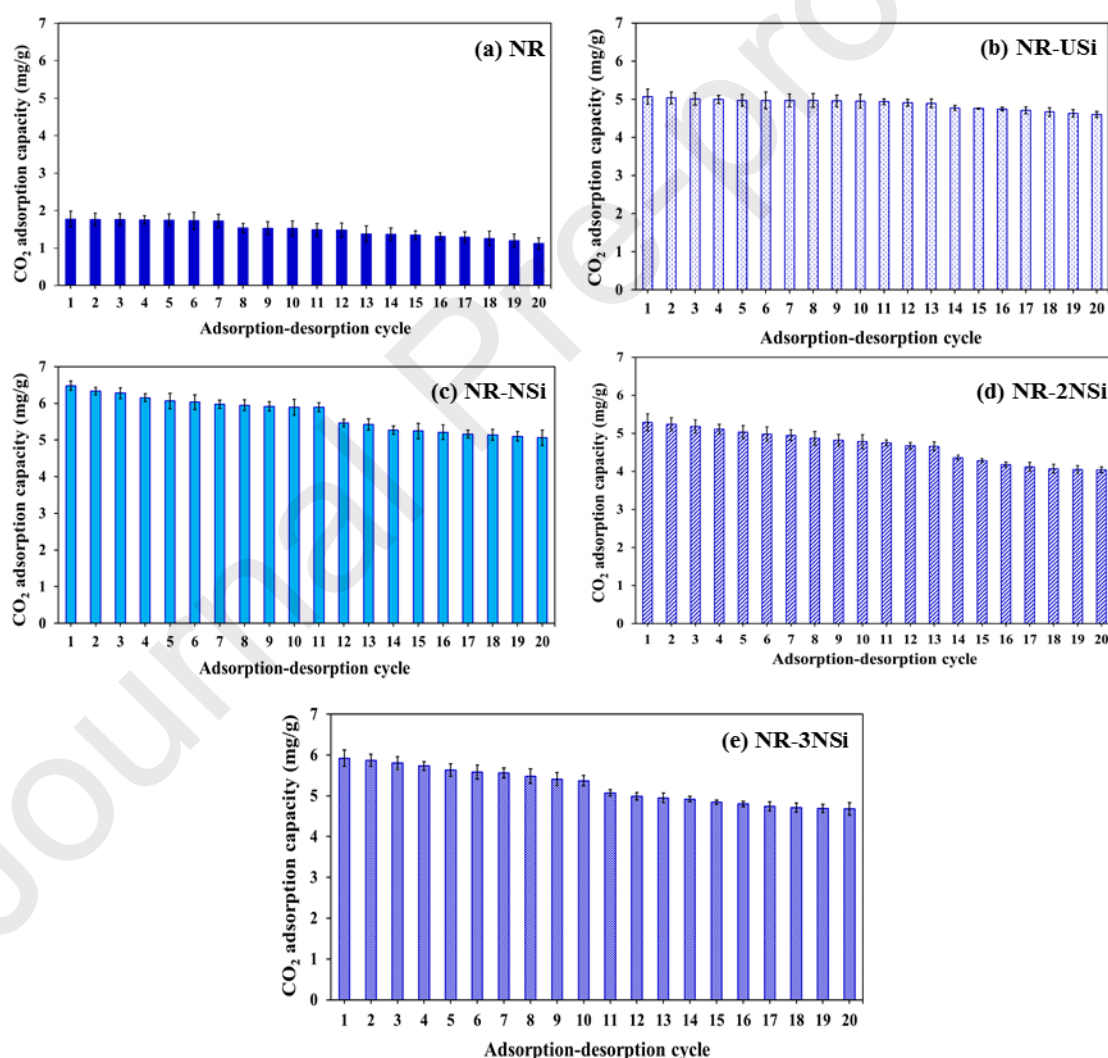 CO₂ adsorption capacity (mg/g)
7
6
5
4
3
2
1
0
(a) NR
1 2 3 4 5 6 7 8 9 10 11 12 13 14 15 16 17 18 19 20
Adsorption-desorption cycle
CO₂ adsorption capacity (mg/g)
7
6
5
4
3
2
1
0
(b) NR-USi
1 2 3 4 5 6 7 8 9 10 11 12 13 14 15 16 17 18 19 20
Adsorption-desorption cycle
CO₂ adsorption capacity (mg/g)
7
6
5
4
3
2
1
0
(c) NR-NSi
1 2 3 4 5 6 7 8 9 10 11 12 13 14 15 16 17 18 19 20
Adsorption-desorption cycle
CO₂ adsorption capacity (mg/g)
7
6
5
4
3
2
1
0
(d) NR-2NSi
1 2 3 4 5 6 7 8 9 10 11 12 13 14 15 16 17 18 19 20
Adsorption-desorption cycle
CO₂ adsorption capacity (mg/g)
7
6
5
4
3
2
1
0
(e) NR-3NSi
1 2 3 4 5 6 7 8 9 10 11 12 13 14 15 16 17 18 19 20
Adsorption-desorption cycle
Journal Pre-pro